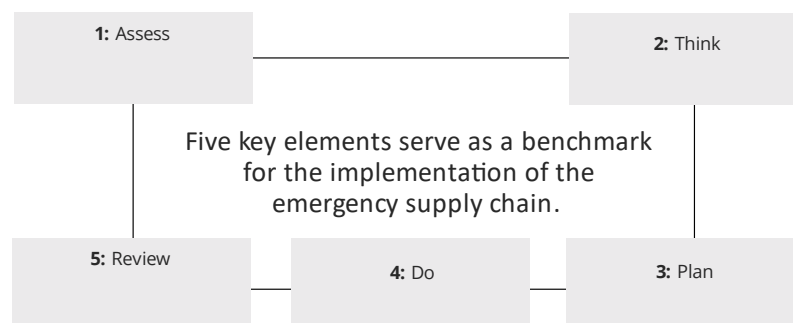 1: Assess
2: Think
Five key elements serve as a benchmark
for the implementation of the
emergency supply chain.
5: Review
4: Do
3: Plan